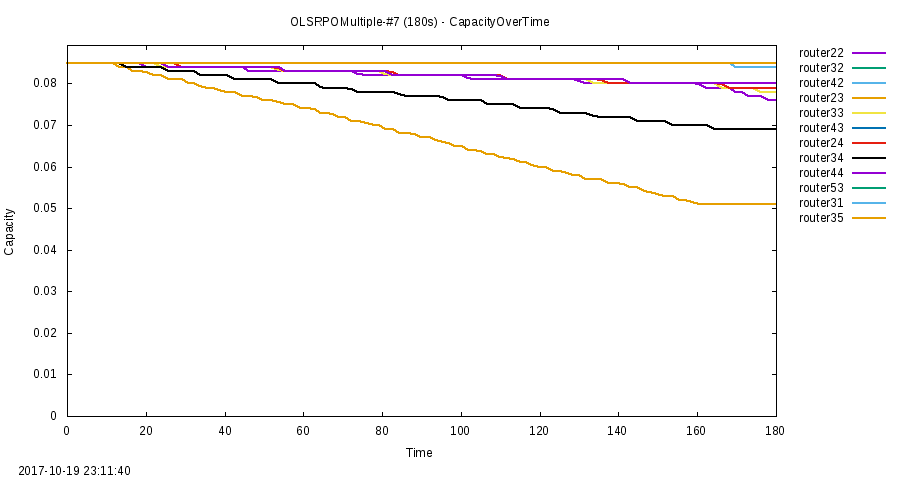 OLSRPOMultiple-#7 (180s) - CapacityOverTime
router22
router32
router42
router23
router33
router43
router24
router34
router44
router53
router31
router35
0.08
0.07
0.06
0.05
0.04
0.03
0.02
0.01
0
Capacity
0 20 40 60 80 100 120 140 160 180
Time
2017-10-19 23:11:40